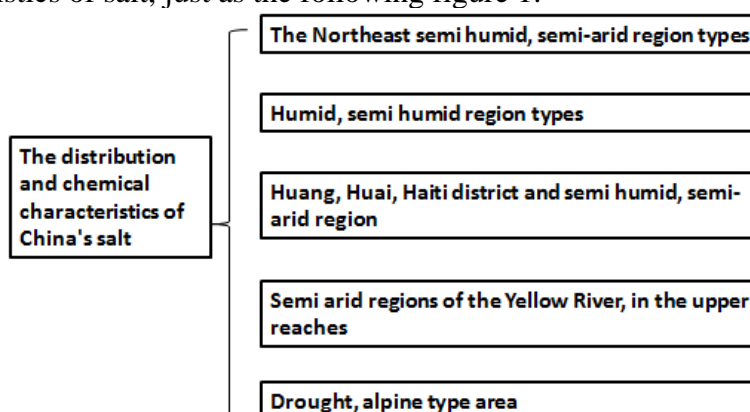 istics of salt, just as the following figure 1.
The Northeast semi humid, semi-arid region types
Humid, semi humid region types
The distribution
and chemical
characteristics of
China's salt
Huang, Huai, Haiti district and semi humid, semi-
arid region
Semi arid regions of the Yellow River, in the upper
reaches
Drought, alpine type area